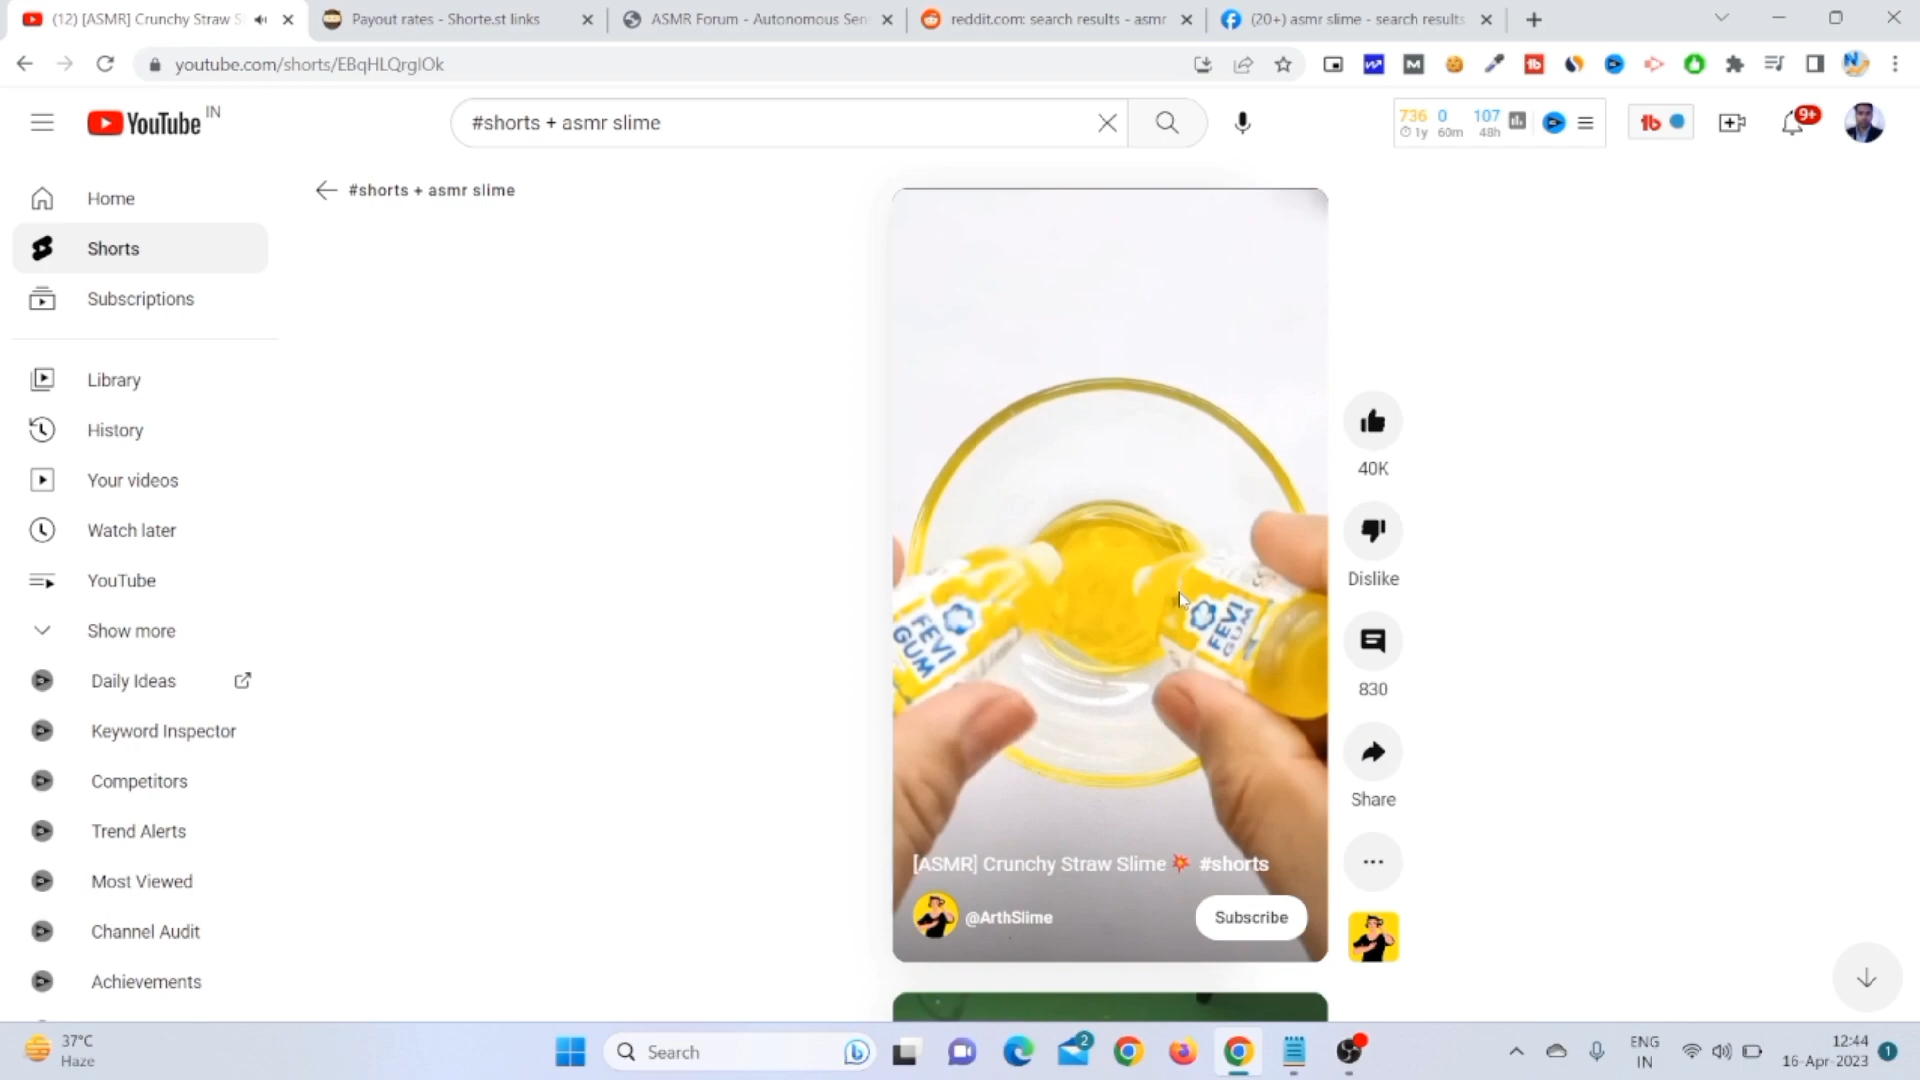 (12) [ASMR] Crunchy Straw S
Payout rates - Shorte.st links
ASMR Forum - Autonomous Sen
reddit.com: search results - asmr
(20+) asmr slime - search results
youtube.com/shorts/EBqHLQrglOk
YouTube IN
#shorts + asmr slime
736 0 107
1y 60m 48h
9+
Home
#shorts + asmr slime
Shorts
Subscriptions
Library
History
Your videos
Watch later
YouTube
Show more
Daily Ideas
Keyword Inspector
Competitors
Trend Alerts
Most Viewed
Channel Audit
Achievements
FEVI
GUM
FEVI
GUM
40K
Dislike
830
Share
[ASMR] Crunchy Straw Slime 💥 #shorts
@ArthSlime
Subscribe
37°C
Haze
Search
2
ENG
IN
12:44
16-Apr-2023
1